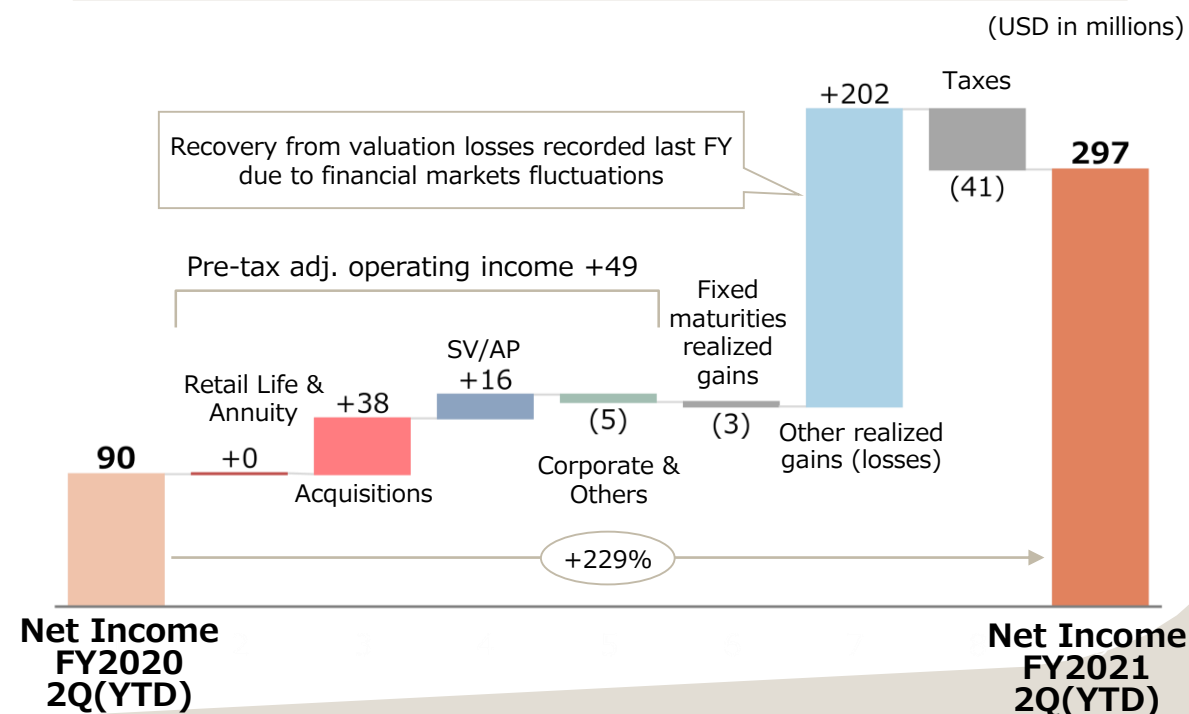 (USD in millions)
Taxes
+202
Recovery from valuation losses recorded last FY
due to financial markets fluctuations
297
(41)
Pre-tax adj. operating income +49
Fixed
maturities
realized
gains
SV/AP
+16
Retail Life &
Annuity
+38
(5)
(3)
Other realized
gains (losses)
90
+0
Corporate &
Others
Acquisitions
+229%
Net Income
FY2020
2Q(YTD)
Net Income
FY2021
2Q(YTD)